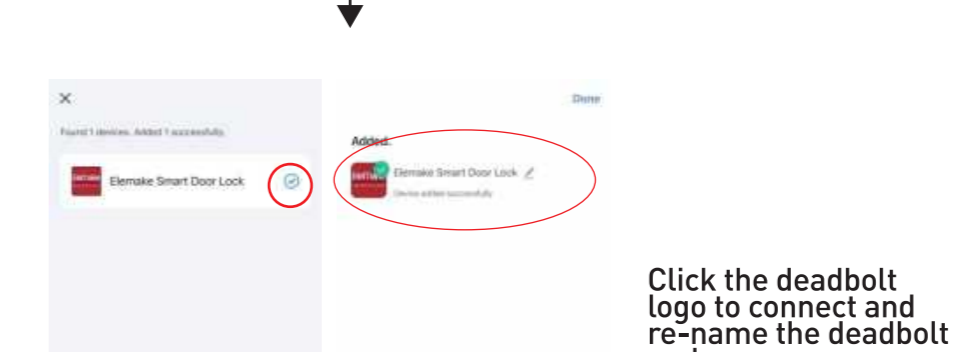 Done
Found 1 devices. Added 1 successfully.
Added:
Elemake Smart Door Lock
Elemake Smart Door Lock
Device added successfully
Click the deadbolt
logo to connect and
re-name the deadbolt